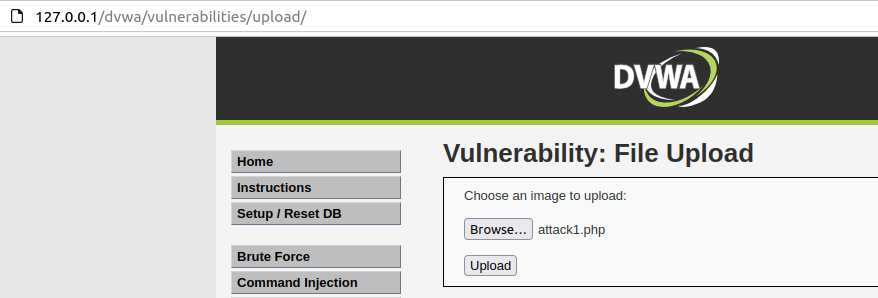 127.0.0.1/dvwa/vulnerabilities/upload/
DVWA
Home
Instructions
Setup / Reset DB
Brute Force
Command Injection
Vulnerability: File Upload
Choose an image to upload:
Browse... attack1.php
Upload